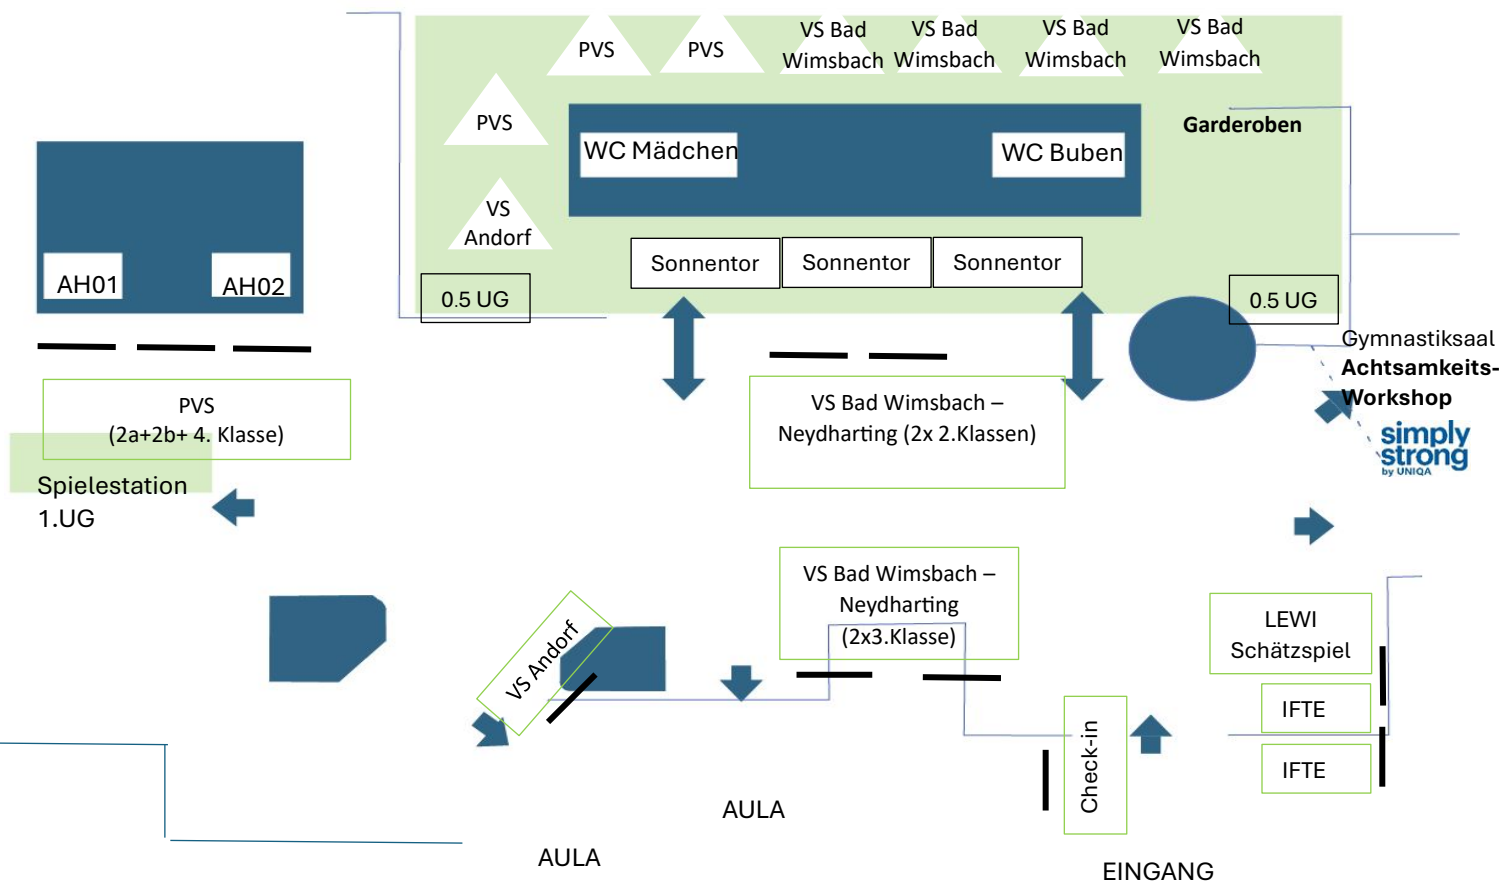 PVS
PVS
VS Bad
Wimsbach
VS Bad
Wimsbach
VS Bad
Wimsbach
VS Bad
Wimsbach
PVS
Garderoben
WC Mädchen
WC Buben
VS
Andorf
Sonnentor
Sonnentor
Sonnentor
AH01
AH02
0.5 UG
0.5 UG
Gymnastiksaal
Achtsamkeits-
Workshop
simply
strong
by UNIQA
PVS
(2a+2b+ 4. Klasse)
VS Bad Wimsbach –
Neydharting (2x 2.Klassen)
Spielestation
1.UG
VS Bad Wimsbach –
Neydharting
(2x3.Klasse)
VS Andorf
LEWI
Schätzspiel
IFTE
IFTE
Check-in
AULA
AULA
EINGANG